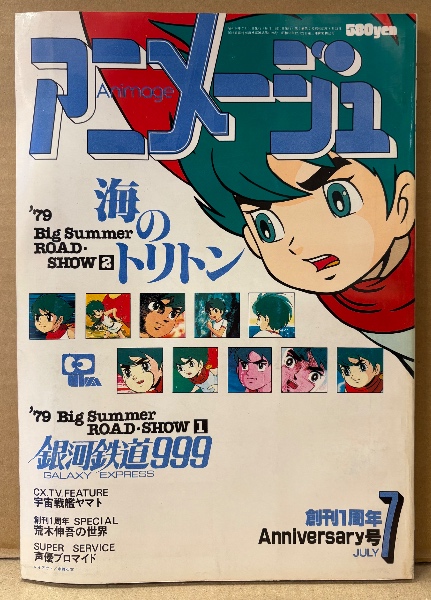 580yen
アニメージュ
Animage
'79
Big Summer
ROAD・
SHOW 2
海の
トリトン
'79 Big Summer
ROAD・SHOW 1
銀河鉄道999
GALAXY EXPRESS
CX.TV.FEATURE
宇宙戦艦ヤマト
創刊1周年 SPECIAL
荒木伸吾の世界
SUPER SERVICE
声優ブロマイド
創刊1周年
Anniversary号
JULY
7